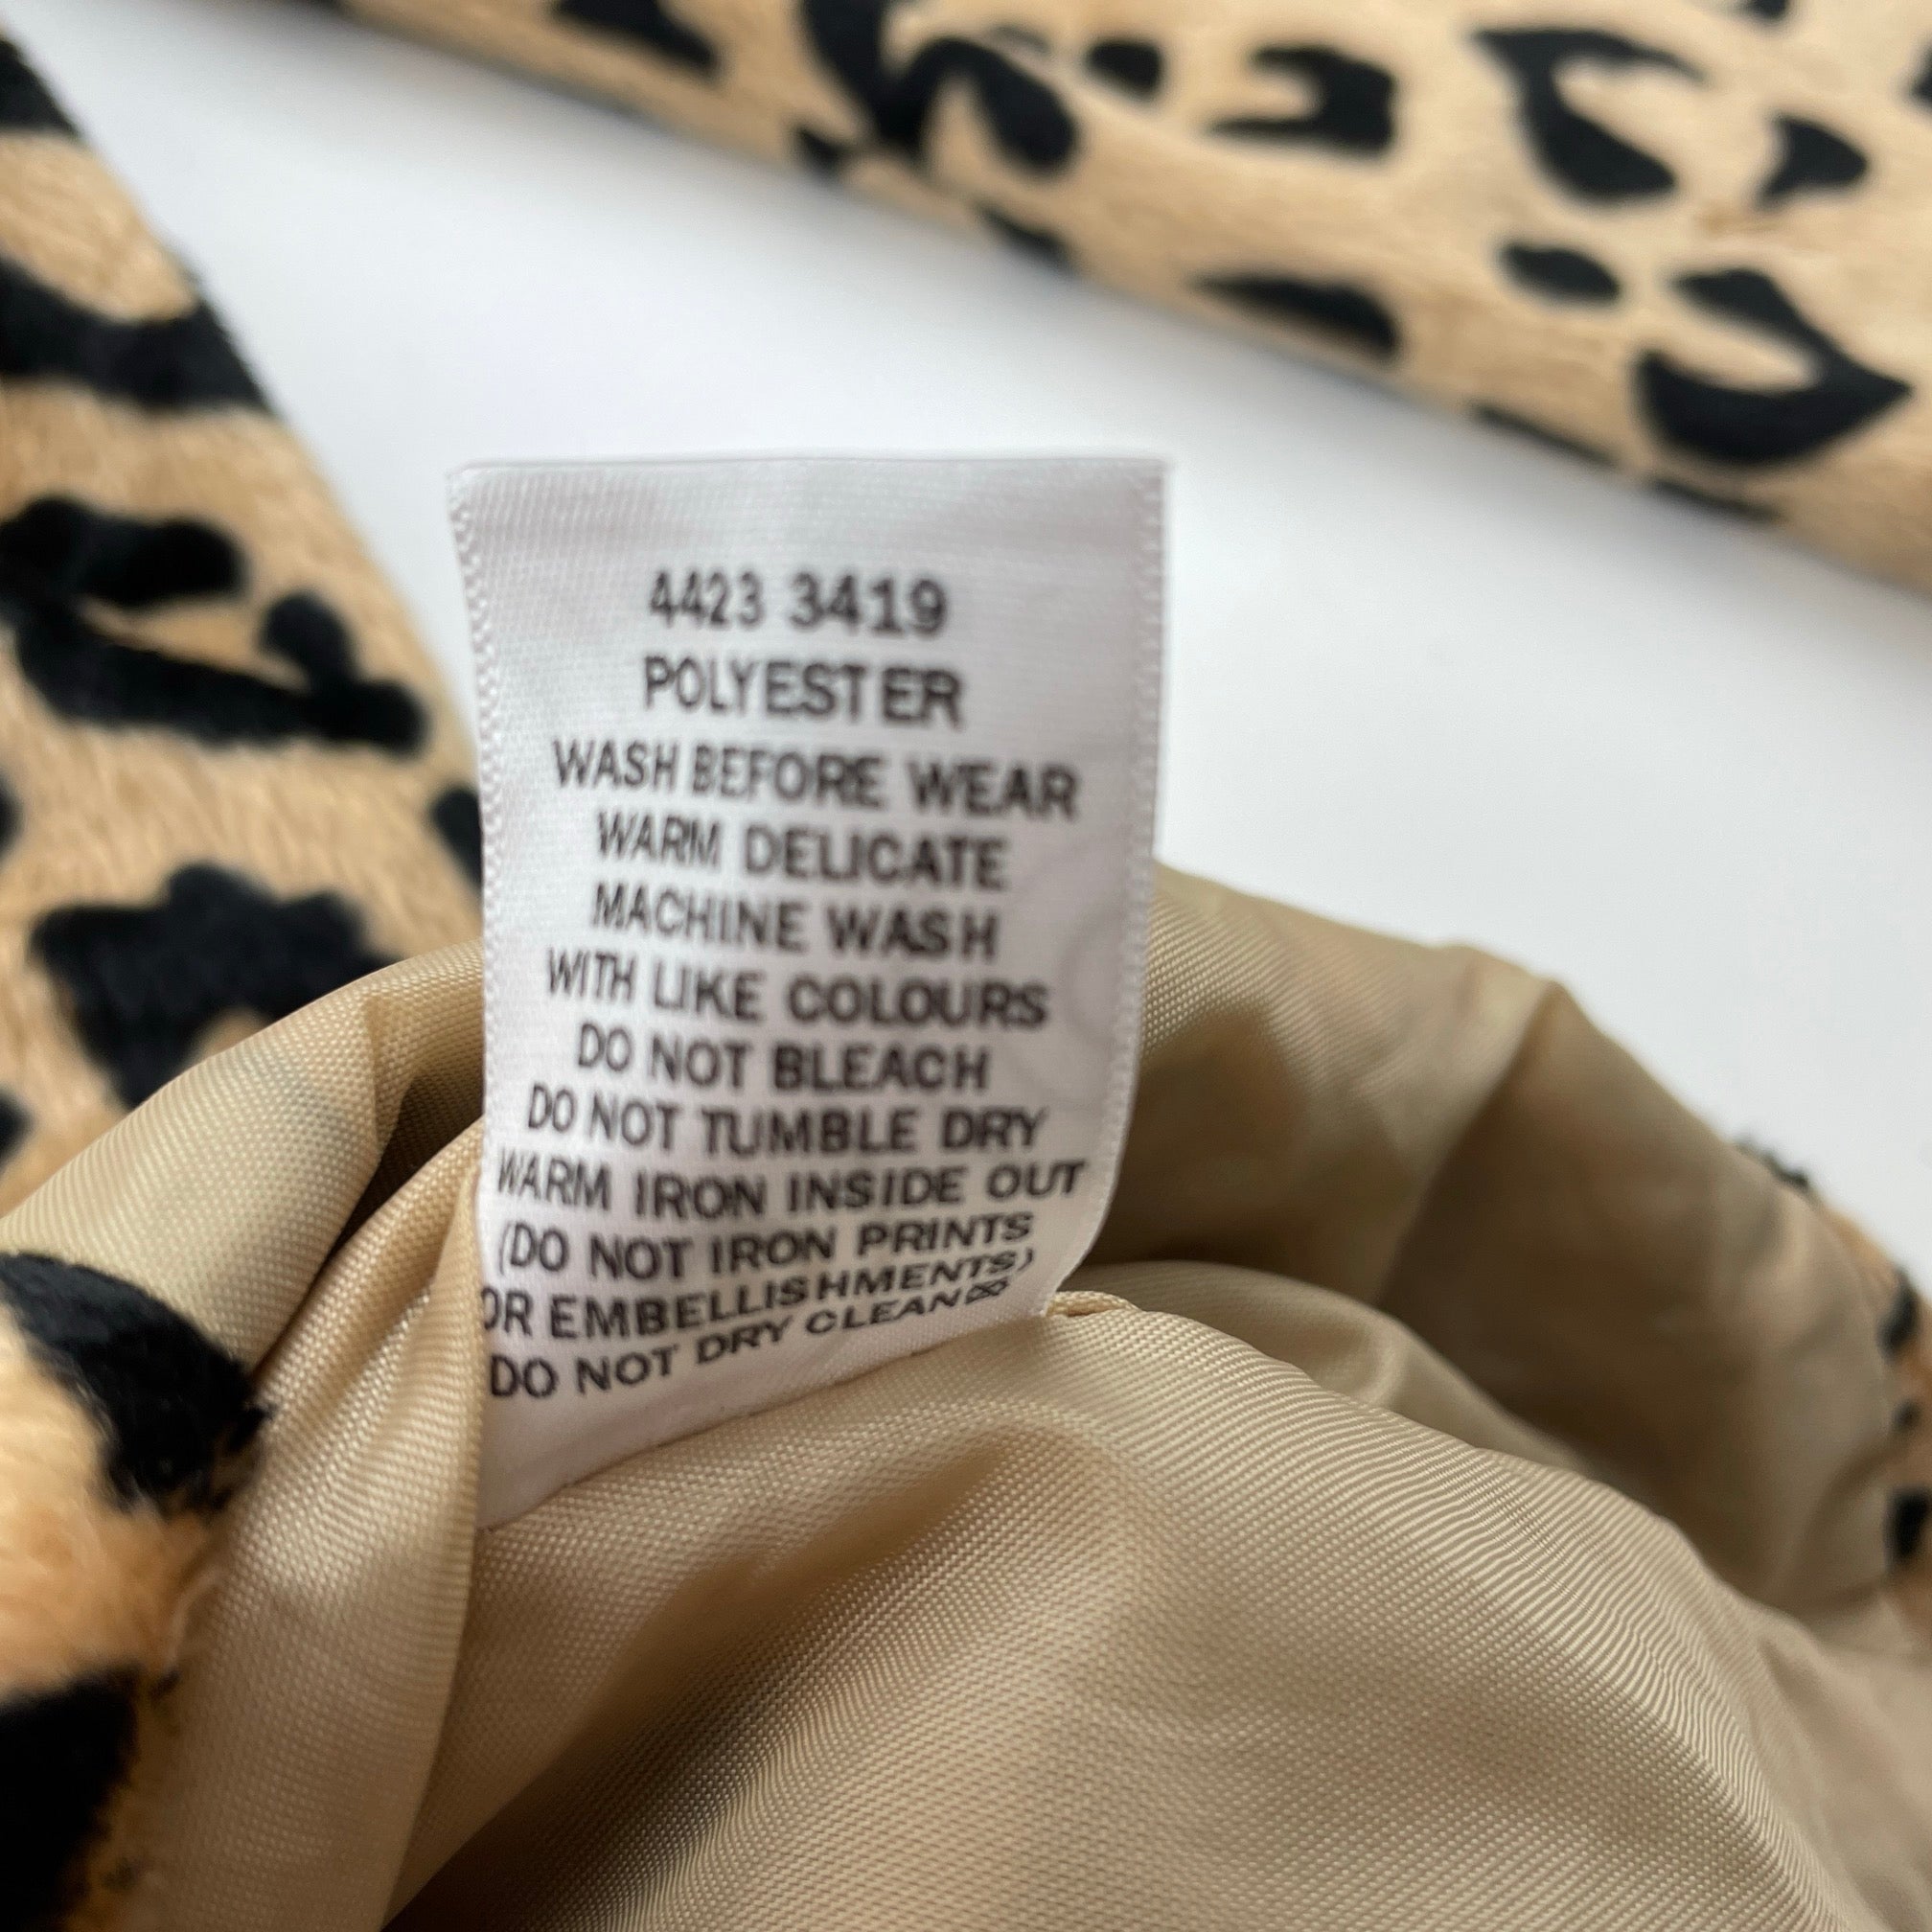 4423 3419
POLYESTER
WASH BEFORE WEAR
WARM DELICATE
MACHINE WASH
WITH LIKE COLOURS
DO NOT BLEACH
DO NOT TUMBLE DRY
WARM IRON INSIDE OUT
(DO NOT IRON PRINTS
OR EMBELLISHMENTS)
DO NOT DRY CLEAN